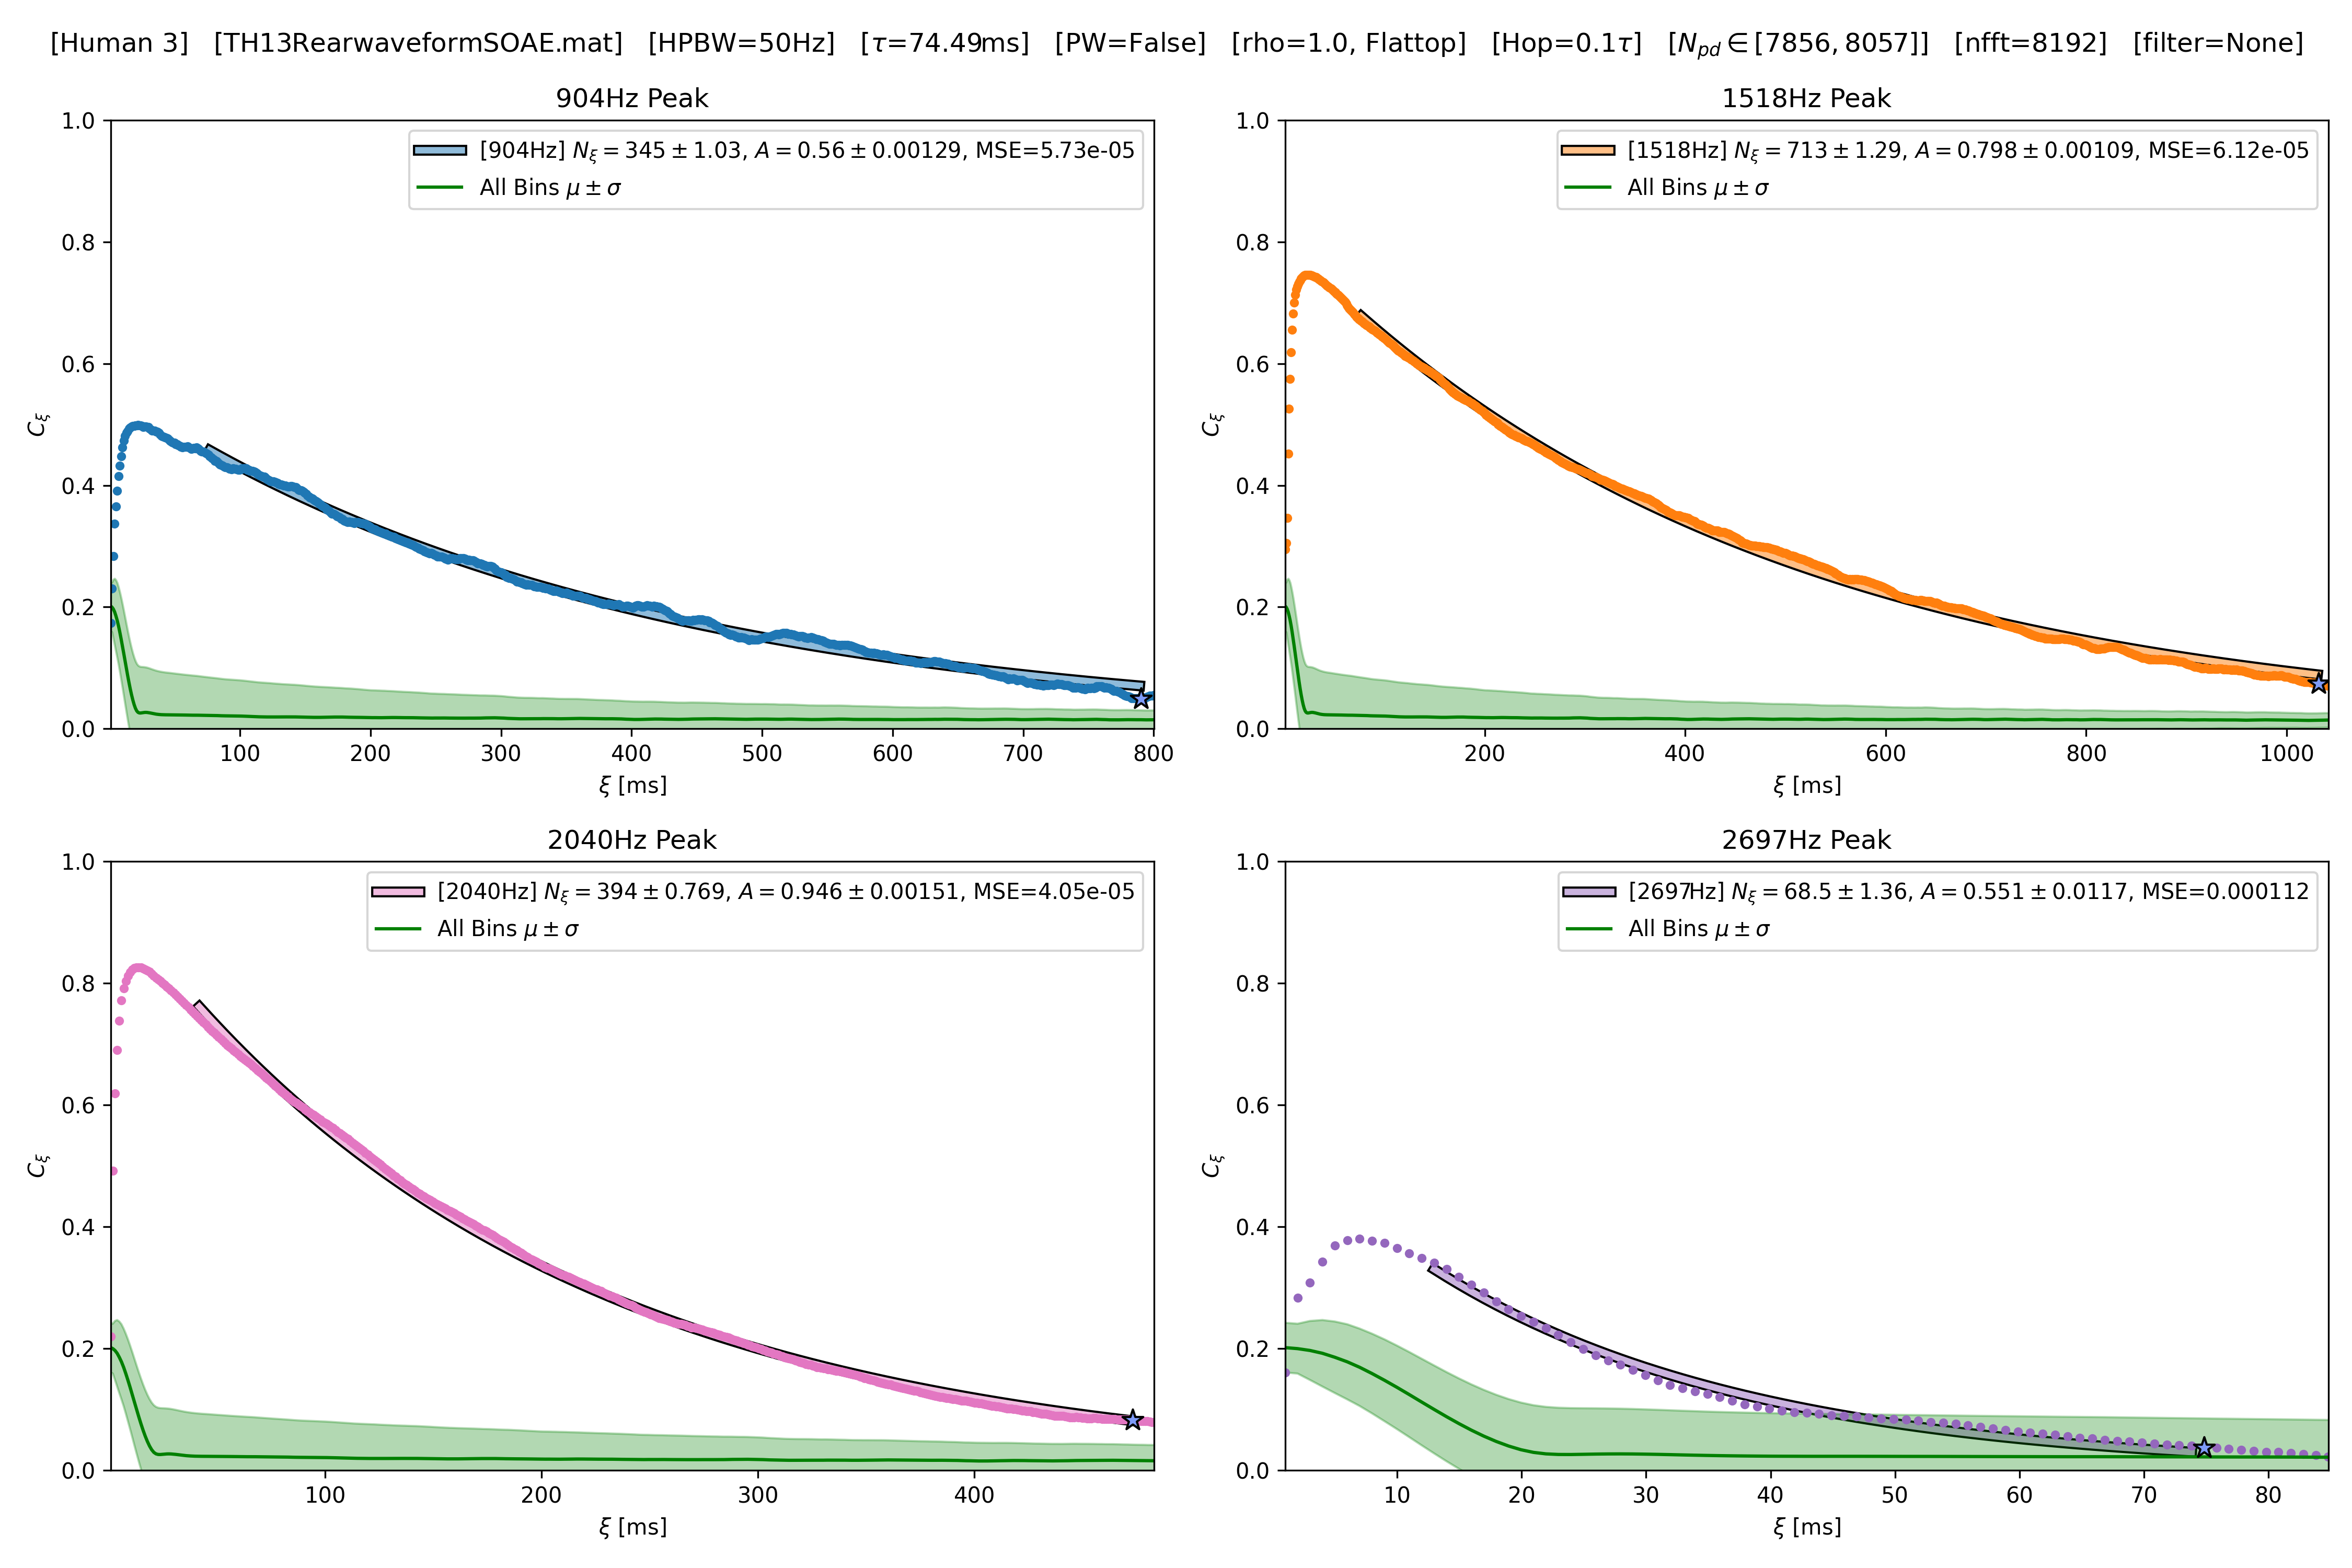 [Human 3] [TH13RearwaveformSOAE.mat] [HPBW=50Hz] [τ=74.49ms] [PW=False] [rho=1.0, Flattop] [Hop=0.1τ] [N_pd ∈ [7856, 8057]] [nfft=8192] [filter=None]
904Hz Peak
[904Hz] N_ξ = 345 ± 1.03, A = 0.56 ± 0.00129, MSE=5.73e-05
All Bins μ ± σ
1.0
0.8
0.6
0.4
0.2
0.0
C_ξ
100 200 300 400 500 600 700 800
ξ [ms]
1518Hz Peak
[1518Hz] N_ξ = 713 ± 1.29, A = 0.798 ± 0.00109, MSE=6.12e-05
All Bins μ ± σ
1.0
0.8
0.6
0.4
0.2
0.0
C_ξ
200 400 600 800 1000
ξ [ms]
2040Hz Peak
[2040Hz] N_ξ = 394 ± 0.769, A = 0.946 ± 0.00151, MSE=4.05e-05
All Bins μ ± σ
1.0
0.8
0.6
0.4
0.2
0.0
C_ξ
100 200 300 400
ξ [ms]
2697Hz Peak
[2697Hz] N_ξ = 68.5 ± 1.36, A = 0.551 ± 0.0117, MSE=0.000112
All Bins μ ± σ
1.0
0.8
0.6
0.4
0.2
0.0
C_ξ
10 20 30 40 50 60 70 80
ξ [ms]